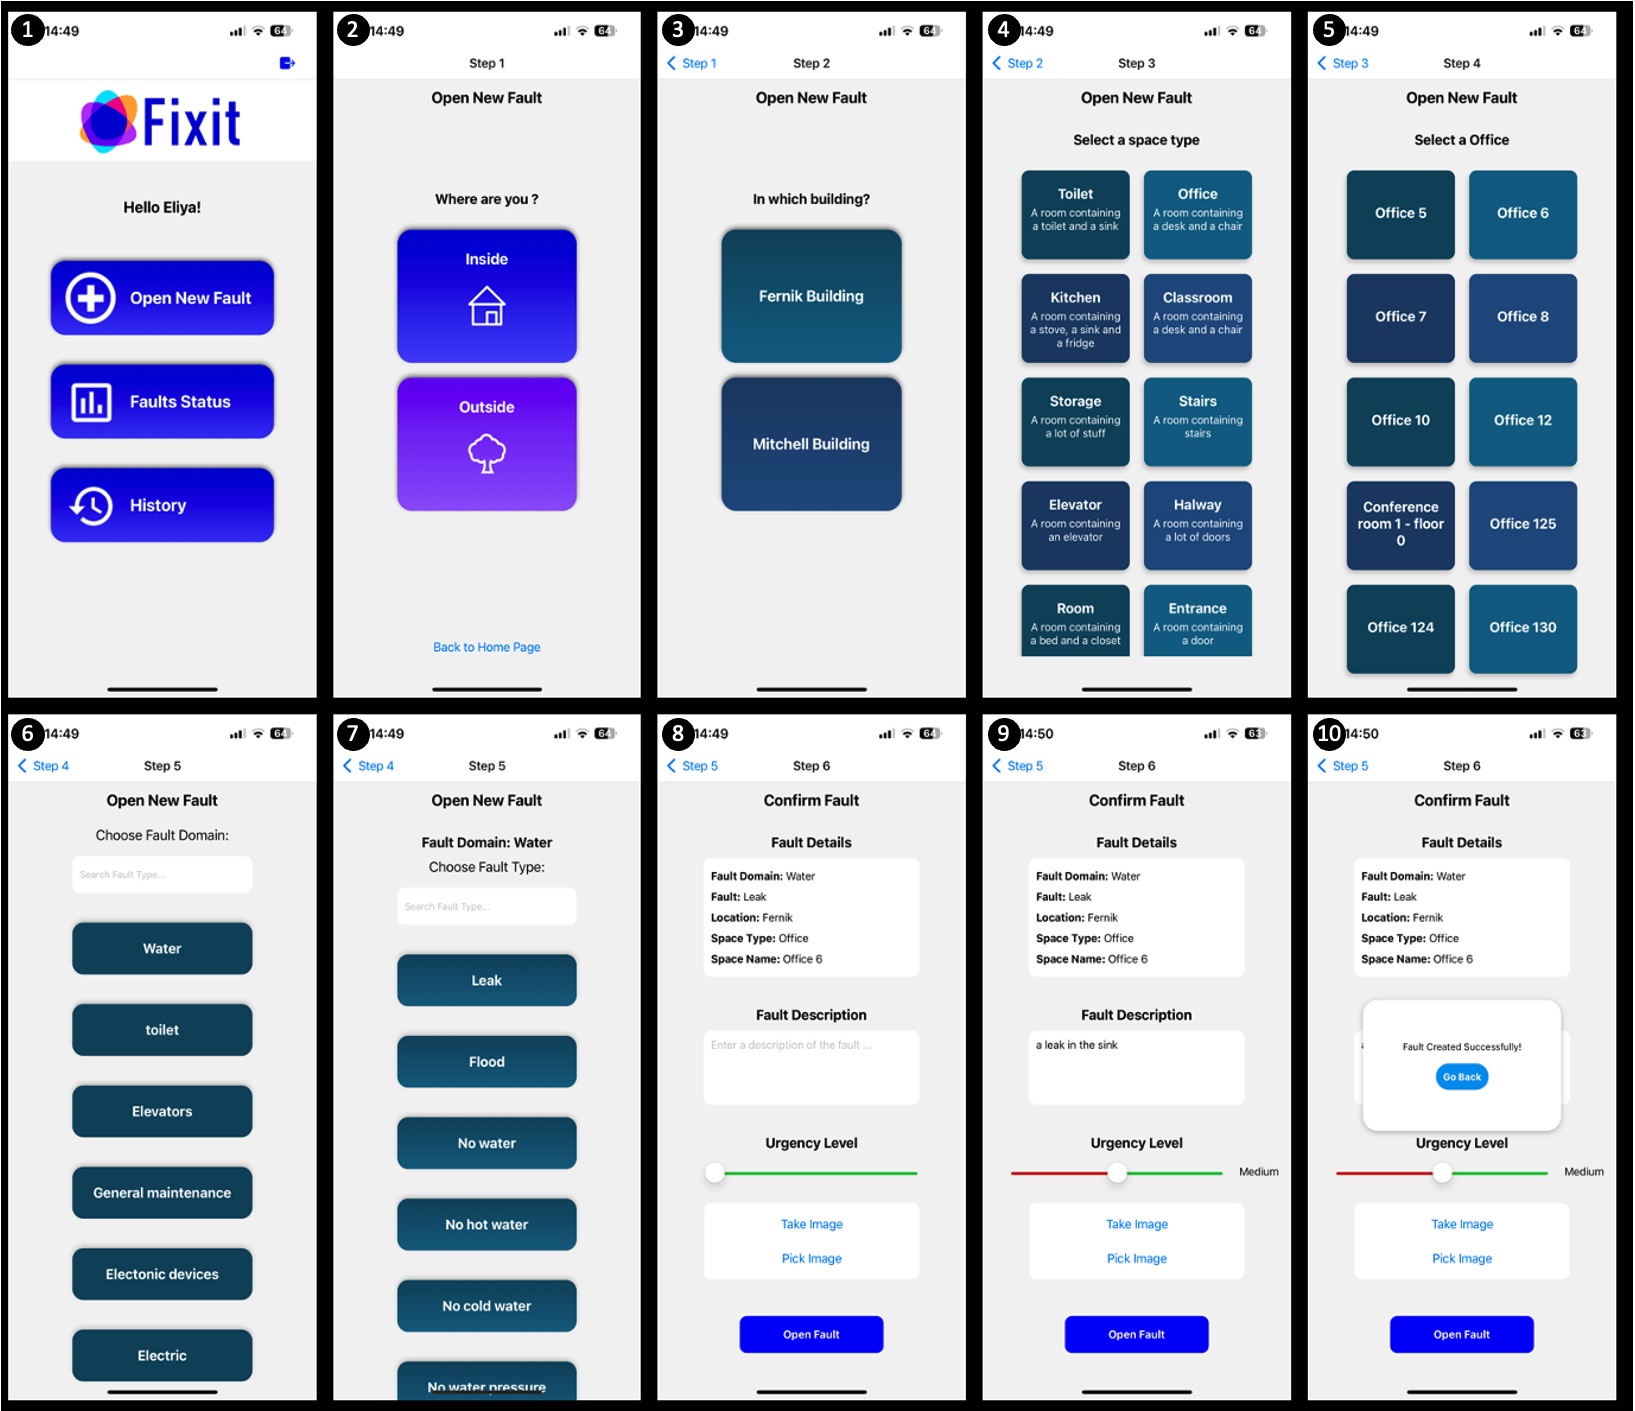 1
14:49
64
Fixit
Hello Eliya!
Open New Fault
Faults Status
History
2
14:49
64
Step 1
Open New Fault
Where are you ?
Inside
Outside
Back to Home Page
3
14:49
64
Step 1
Step 2
Open New Fault
In which building?
Fernik Building
Mitchell Building
4
14:49
64
Step 2
Step 3
Open New Fault
Select a space type
Toilet
A room containing
a toilet and a sink
Office
A room containing
a desk and a chair
Kitchen
A room containing
a stove, a sink and
a fridge
Classroom
A room containing
a desk and a chair
Storage
A room containing
a lot of stuff
Stairs
A room containing
stairs
Elevator
A room containing
an elevator
Halway
A room containing
a lot of doors
Room
A room containing
a bed and a closet
Entrance
A room containing
a door
5
14:49
64
Step 3
Step 4
Open New Fault
Select a Office
Office 5
Office 6
Office 7
Office 8
Office 10
Office 12
Conference
room 1 - floor
0
Office 125
Office 124
Office 130
6
14:49
64
Step 4
Step 5
Open New Fault
Choose Fault Domain:
Search Fault Type...
Water
toilet
Elevators
General maintenance
Electonic devices
Electric
7
14:49
64
Step 4
Step 5
Open New Fault
Fault Domain: Water
Choose Fault Type:
Search Fault Type...
Leak
Flood
No water
No hot water
No cold water
No water pressure
8
14:49
64
Step 5
Step 6
Confirm Fault
Fault Details
Fault Domain: Water
Fault: Leak
Location: Fernik
Space Type: Office
Space Name: Office 6
Fault Description
Enter a description of the fault ...
Urgency Level
Take Image
Pick Image
Open Fault
9
14:50
63
Step 5
Step 6
Confirm Fault
Fault Details
Fault Domain: Water
Fault: Leak
Location: Fernik
Space Type: Office
Space Name: Office 6
Fault Description
a leak in the sink
Urgency Level
Medium
Take Image
Pick Image
Open Fault
10
14:50
63
Step 5
Step 6
Confirm Fault
Fault Details
Fault Domain: Water
Fault: Leak
Location: Fernik
Space Type: Office
Space Name: Office 6
a
Fault Created Successfully!
Go Back
Urgency Level
Medium
Take Image
Pick Image
Open Fault